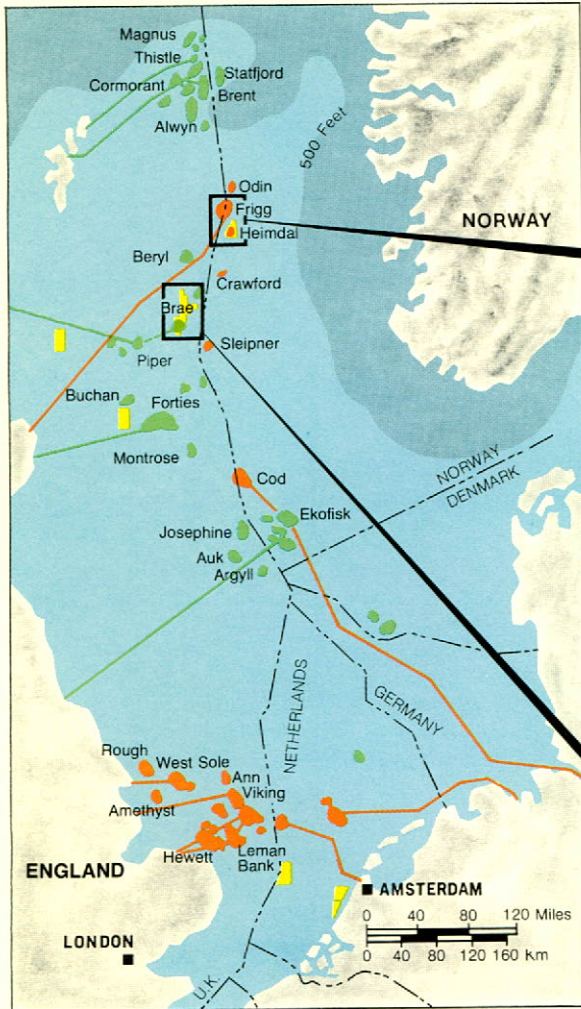 Magnus
Thistle
Statfjord
Cormorant
Brent
Alwyn
500 Feet
Odin
Frigg
NORWAY
Heimdal
Beryl
Crawford
Brae
Sleipner
Piper
Buchan
Forties
Montrose
NORWAY
DENMARK
Cod
Ekofisk
Josephine
Auk
Argyll
NETHERLANDS
GERMANY
Rough
West Sole
Ann
Viking
Amethyst
Hewett
Leman
Bank
ENGLAND
AMSTERDAM
0 40 80 120 Miles
0 40 80 120 160 Km
LONDON
U.K.